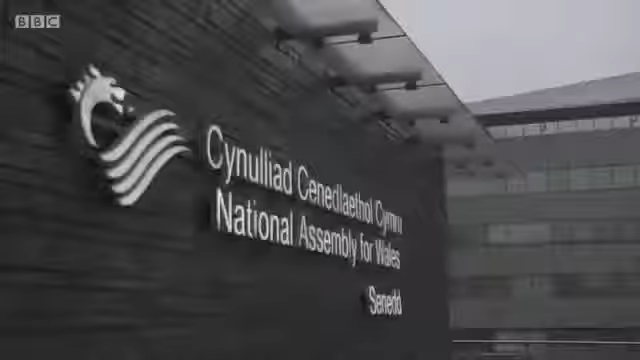 BBC
Cynulliad Cenedlaethol Cymru
National Assembly for Wales
Senedd